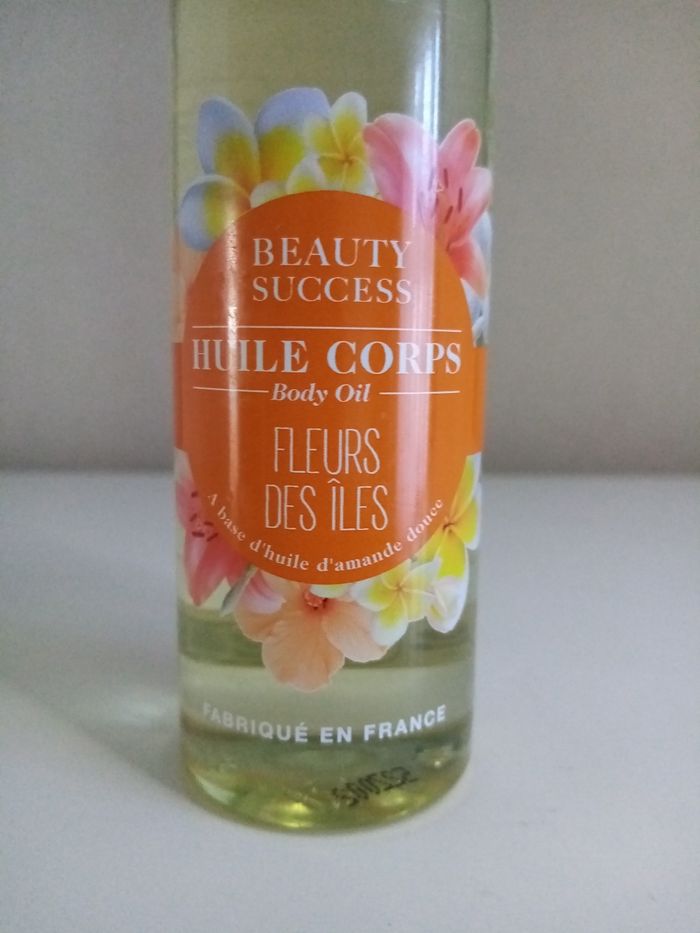 BEAUTY
SUCCESS
HUILE CORPS
Body Oil
FLEURS
DES ÎLES
A base d'huile d'amande douce
FABRIQUÉ EN FRANCE